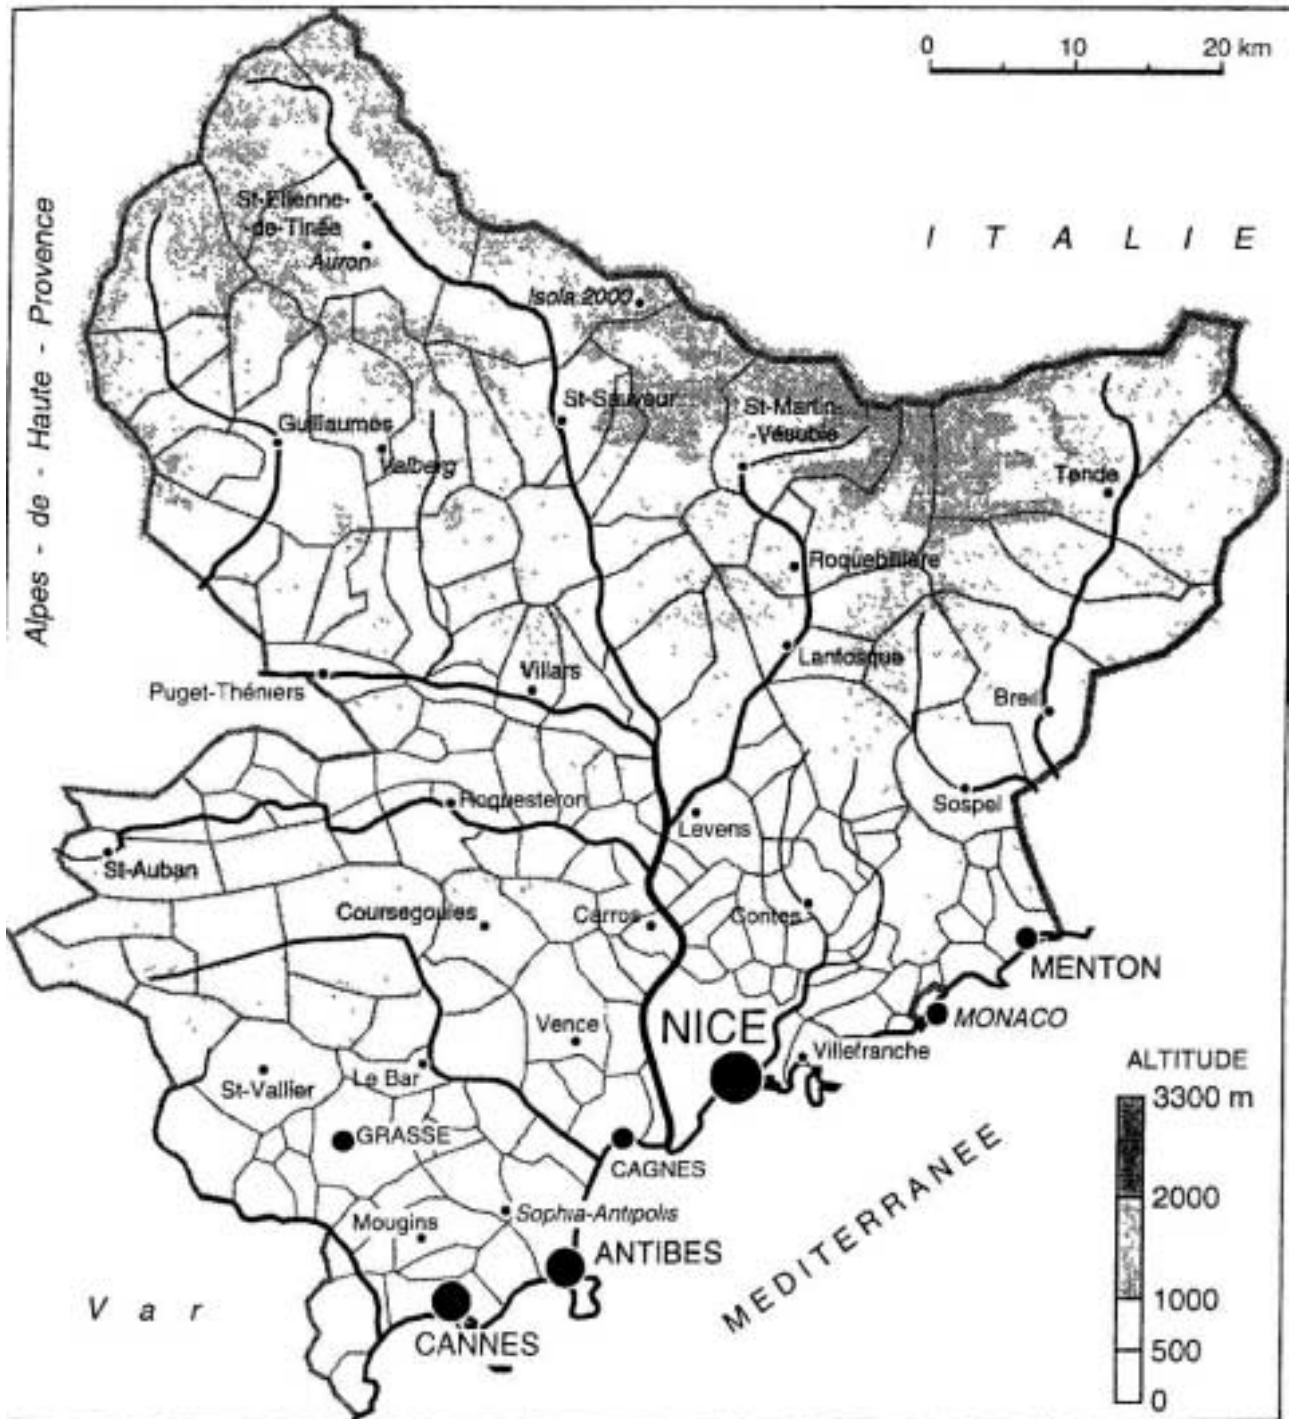 0 10 20 km
Alpes - de - Haute - Provence
ITALIE
St-Etienne-
-de-Tinée
Auron
Isola 2000
St-Sauveur
St-Martin-
-Vésubie
Guillaumes
Valberg
Tende
Roquebillière
Lantosque
Villars
Puget-Théniers
Breil
Roquesteron
Levens
Sospel
St-Auban
Coursegoules
Carros
Contes
MENTON
NICE
MONACO
Vence
Villefranche
Le Bar
St-Vallier
GRASSE
CAGNES
Sophia-Antipolis
Mougins
ANTIBES
CANNES
Var
MEDITERRANEE
ALTITUDE
3300 m
2000
1000
500
0